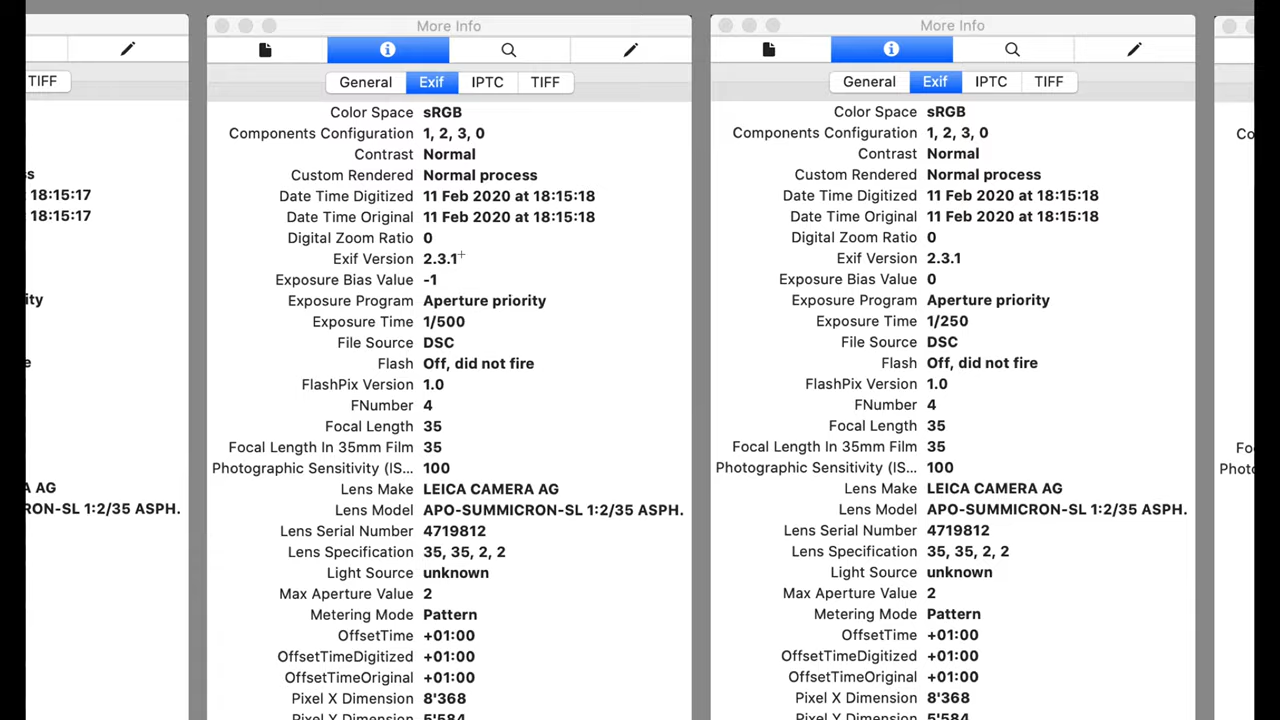 More Info
General Exif IPTC TIFF
Color Space sRGB
Components Configuration 1, 2, 3, 0
Contrast Normal
Custom Rendered Normal process
Date Time Digitized 11 Feb 2020 at 18:15:18
Date Time Original 11 Feb 2020 at 18:15:18
Digital Zoom Ratio 0
Exif Version 2.3.1
Exposure Bias Value -1
Exposure Program Aperture priority
Exposure Time 1/500
File Source DSC
Flash Off, did not fire
FlashPix Version 1.0
FNumber 4
Focal Length 35
Focal Length In 35mm Film 35
Photographic Sensitivity (IS... 100
Lens Make LEICA CAMERA AG
Lens Model APO-SUMMICRON-SL 1:2/35 ASPH.
Lens Serial Number 4719812
Lens Specification 35, 35, 2, 2
Light Source unknown
Max Aperture Value 2
Metering Mode Pattern
OffsetTime +01:00
OffsetTimeDigitized +01:00
OffsetTimeOriginal +01:00
Pixel X Dimension 8'368
Pixel Y Dimension 5'584
More Info
General Exif IPTC TIFF
Color Space sRGB
Components Configuration 1, 2, 3, 0
Contrast Normal
Custom Rendered Normal process
Date Time Digitized 11 Feb 2020 at 18:15:18
Date Time Original 11 Feb 2020 at 18:15:18
Digital Zoom Ratio 0
Exif Version 2.3.1
Exposure Bias Value 0
Exposure Program Aperture priority
Exposure Time 1/250
File Source DSC
Flash Off, did not fire
FlashPix Version 1.0
FNumber 4
Focal Length 35
Focal Length In 35mm Film 35
Photographic Sensitivity (IS... 100
Lens Make LEICA CAMERA AG
Lens Model APO-SUMMICRON-SL 1:2/35 ASPH.
Lens Serial Number 4719812
Lens Specification 35, 35, 2, 2
Light Source unknown
Max Aperture Value 2
Metering Mode Pattern
OffsetTime +01:00
OffsetTimeDigitized +01:00
OffsetTimeOriginal +01:00
Pixel X Dimension 8'368
Pixel Y Dimension 5'584
TIFF
18:15:17
18:15:17
AG
RON-SL 1:2/35 ASPH.